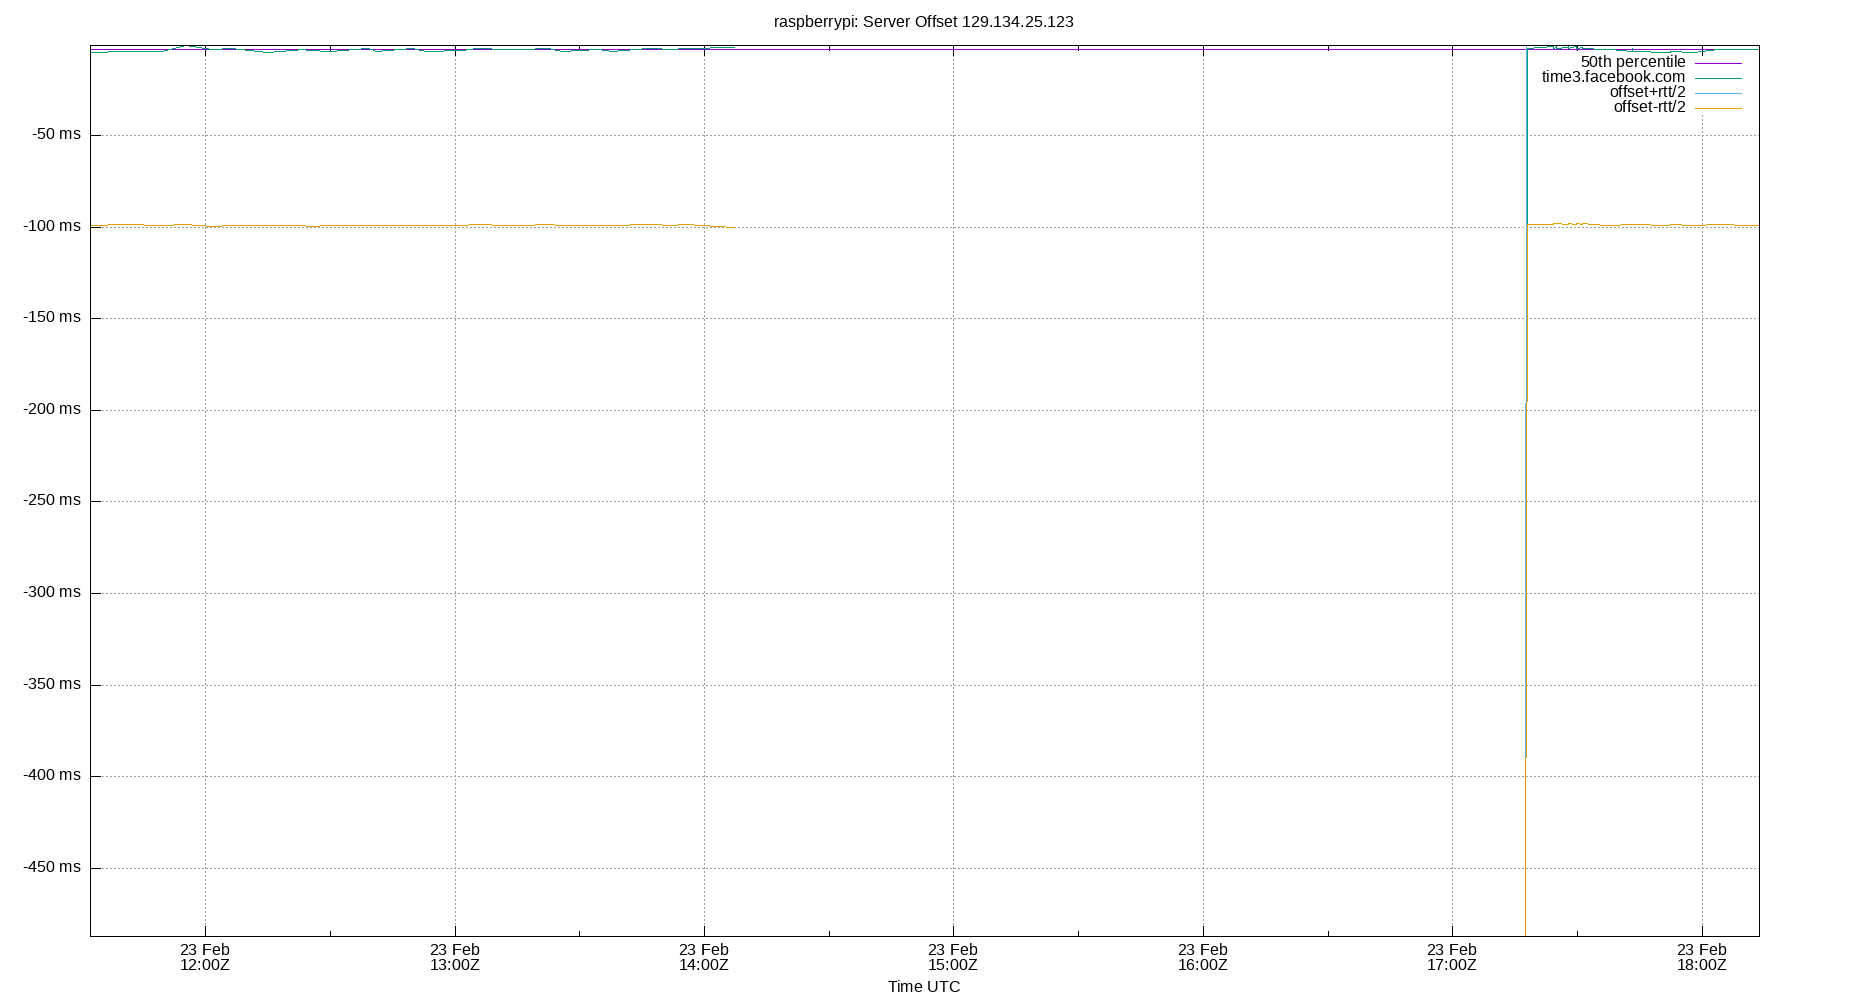 raspberrypi: Server Offset 129.134.25.123
50th percentile
time3.facebook.com
offset+rtt/2
offset-rtt/2
-50 ms
-100 ms
-150 ms
-200 ms
-250 ms
-300 ms
-350 ms
-400 ms
-450 ms
23 Feb 23 Feb 23 Feb 23 Feb 23 Feb 23 Feb 23 Feb
12:00Z 13:00Z 14:00Z 15:00Z 16:00Z 17:00Z 18:00Z
Time UTC